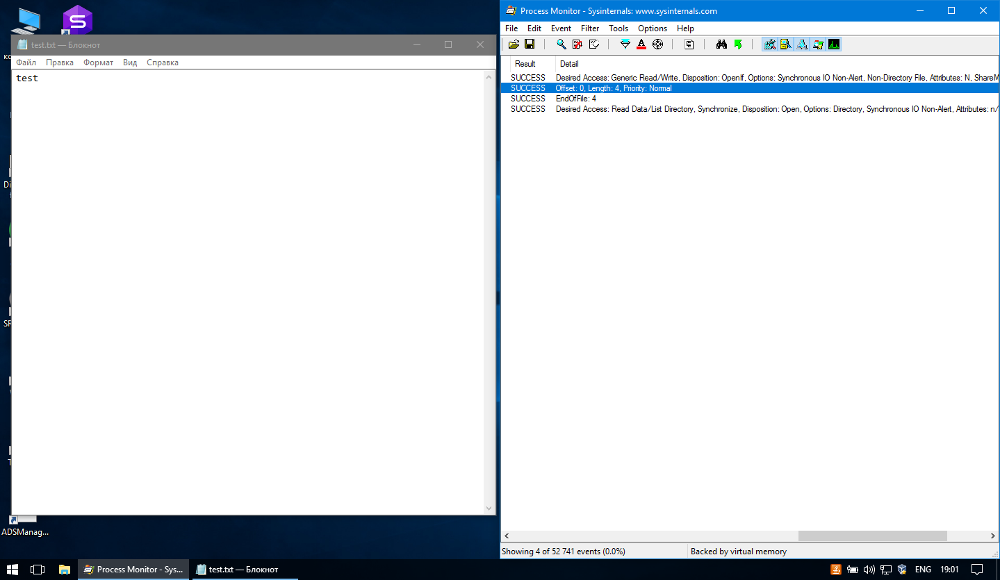 Process Monitor - Sysinternals: www.sysinternals.com
File Edit Event Filter Tools Options Help
Result Detail
SUCCESS Desired Access: Generic Read/Write, Disposition: OpenIf, Options: Synchronous IO Non-Alert, Non-Directory File, Attributes: N, ShareM
SUCCESS Offset: 0, Length: 4, Priority: Normal
SUCCESS EndOfFile: 4
SUCCESS Desired Access: Read Data/List Directory, Synchronize, Disposition: Open, Options: Directory, Synchronous IO Non-Alert, Attributes: n/
Showing 4 of 52 741 events (0.0%) Backed by virtual memory
test.txt — Блокнот
Файл Правка Формат Вид Справка
test
S
ADSManag...
Process Monitor - Sys... test.txt — Блокнот ENG 19:01